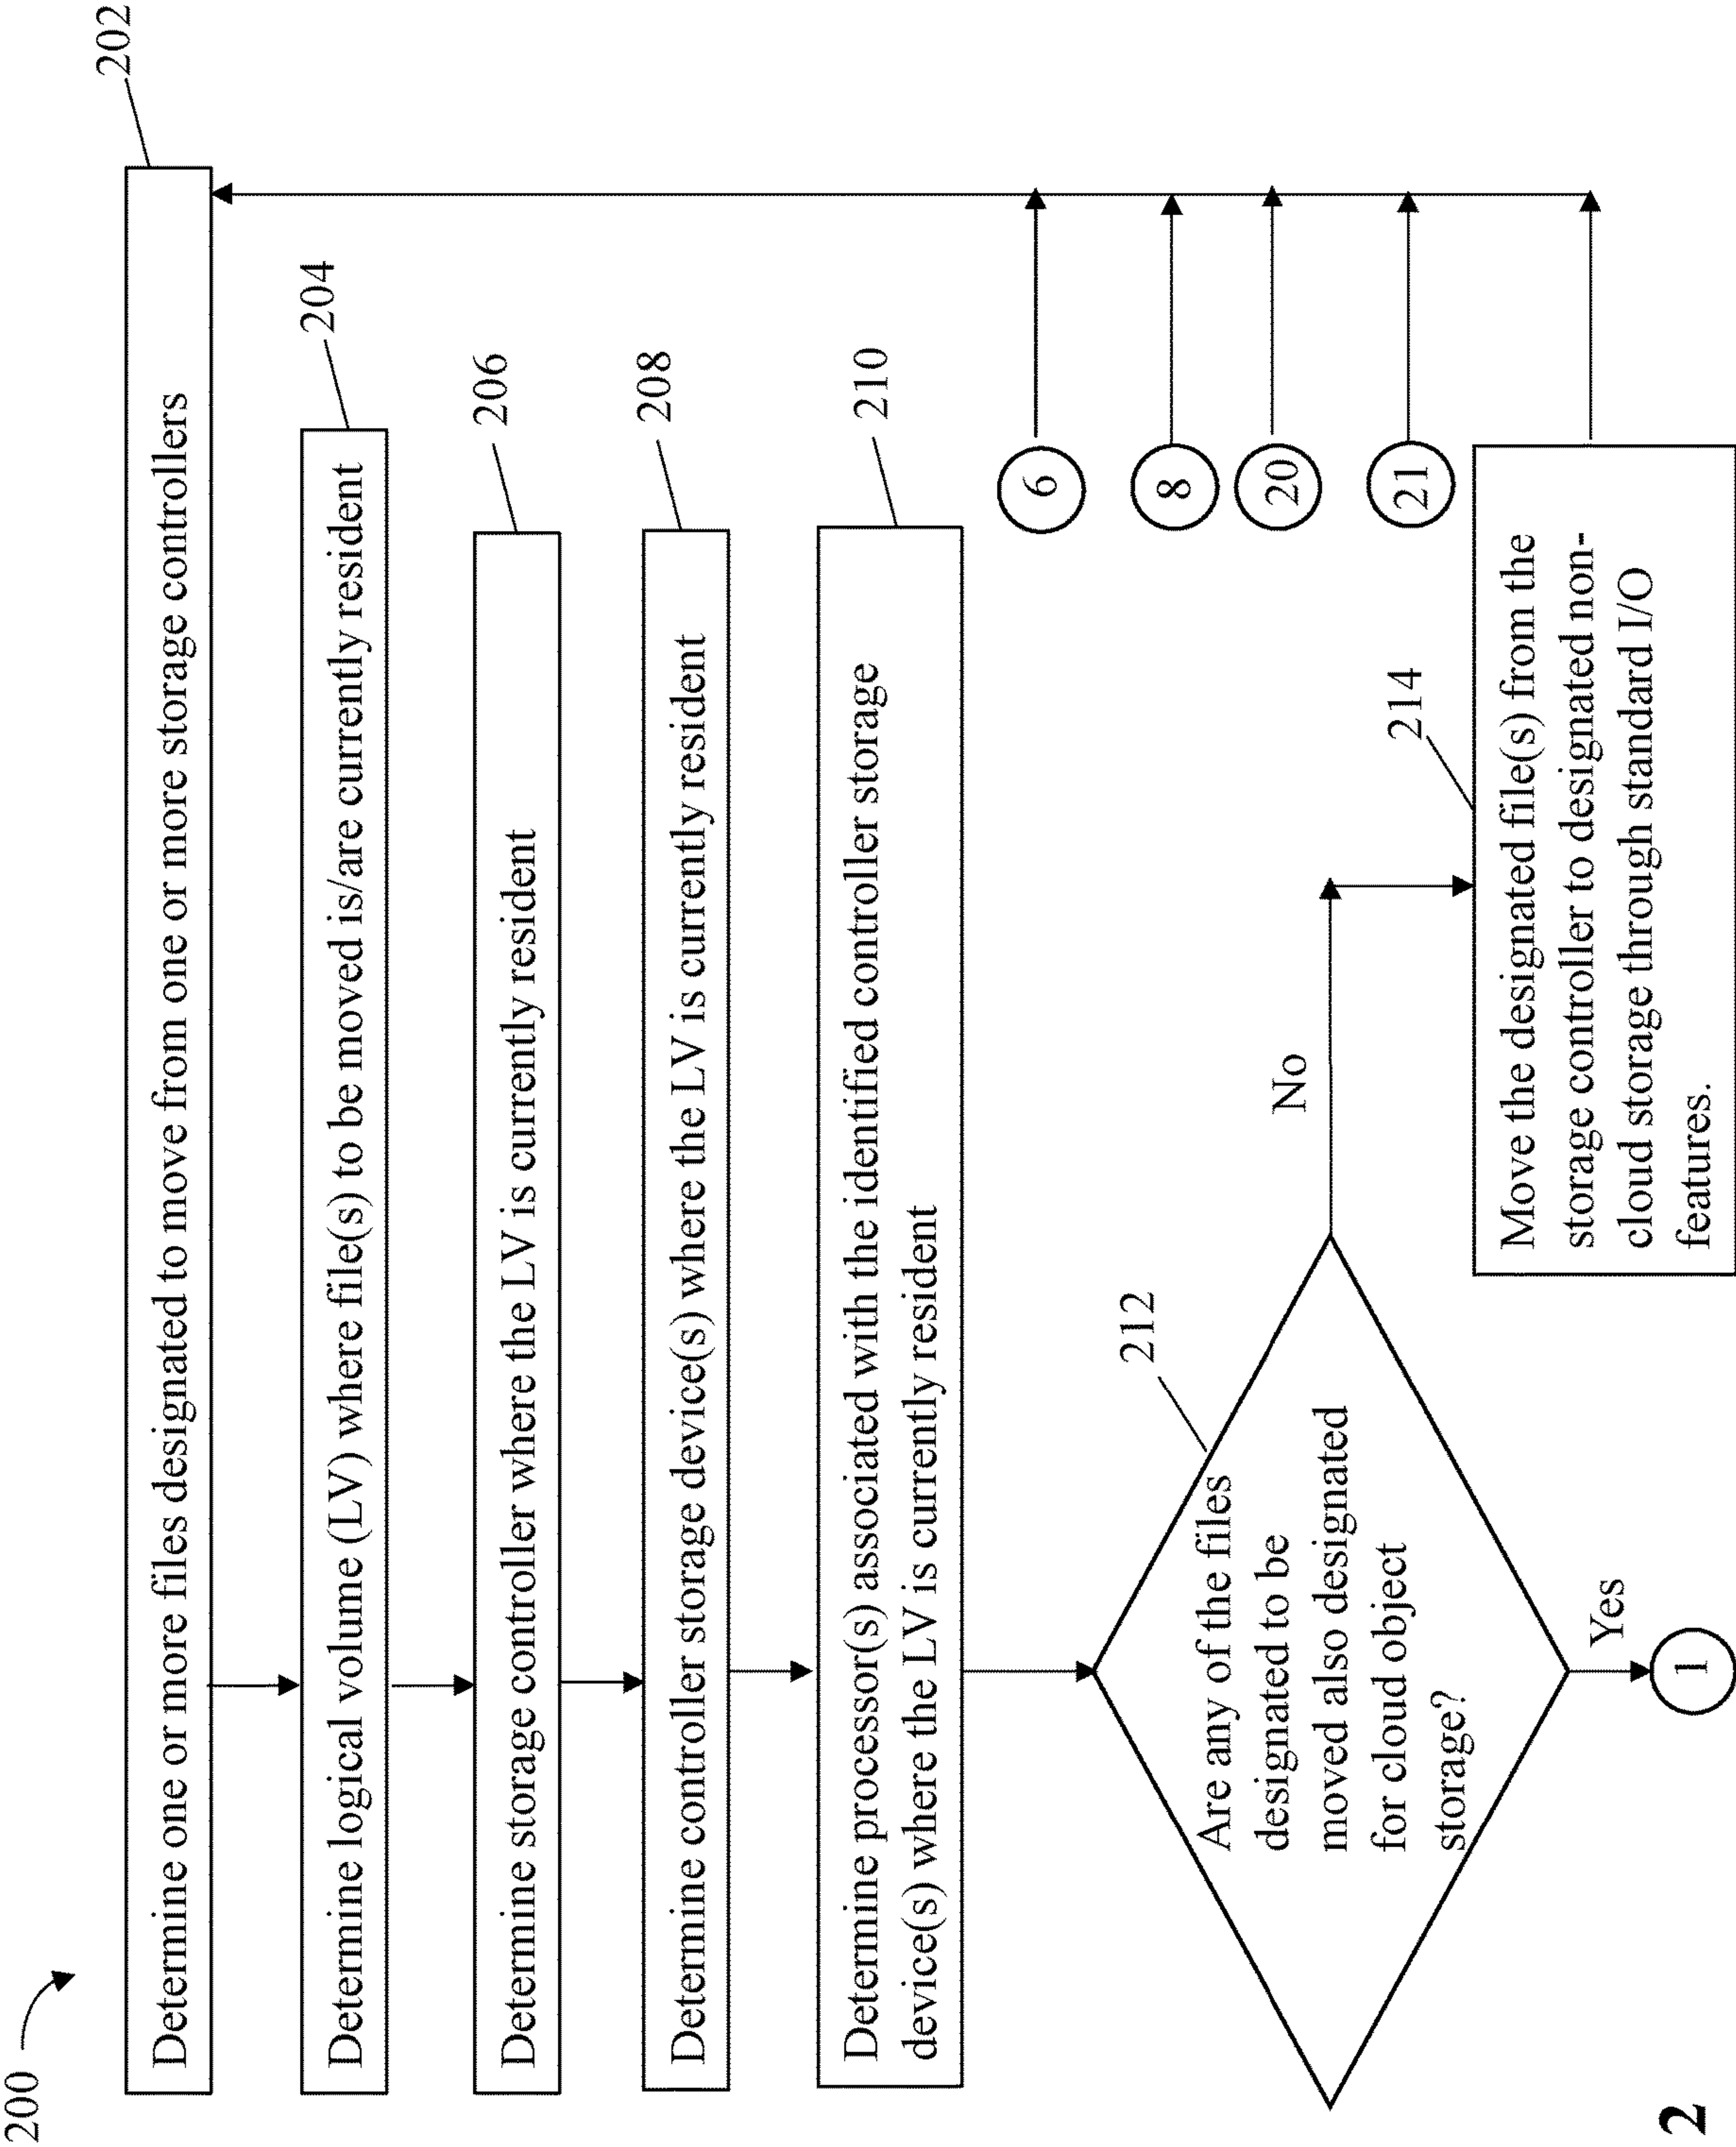 200
202
Determine one or more files designated to move from one or more storage controllers
204
Determine logical volume (LV) where file(s) to be moved is/are currently resident
206
Determine storage controller where the LV is currently resident
208
Determine controller storage device(s) where the LV is currently resident
210
Determine processor(s) associated with the identified controller storage
device(s) where the LV is currently resident
6
8
20
21
212
Are any of the files
designated to be
moved also designated
for cloud object
storage?
No
214
Move the designated file(s) from the
storage controller to designated non-
cloud storage through standard I/O
features.
Yes
1
2